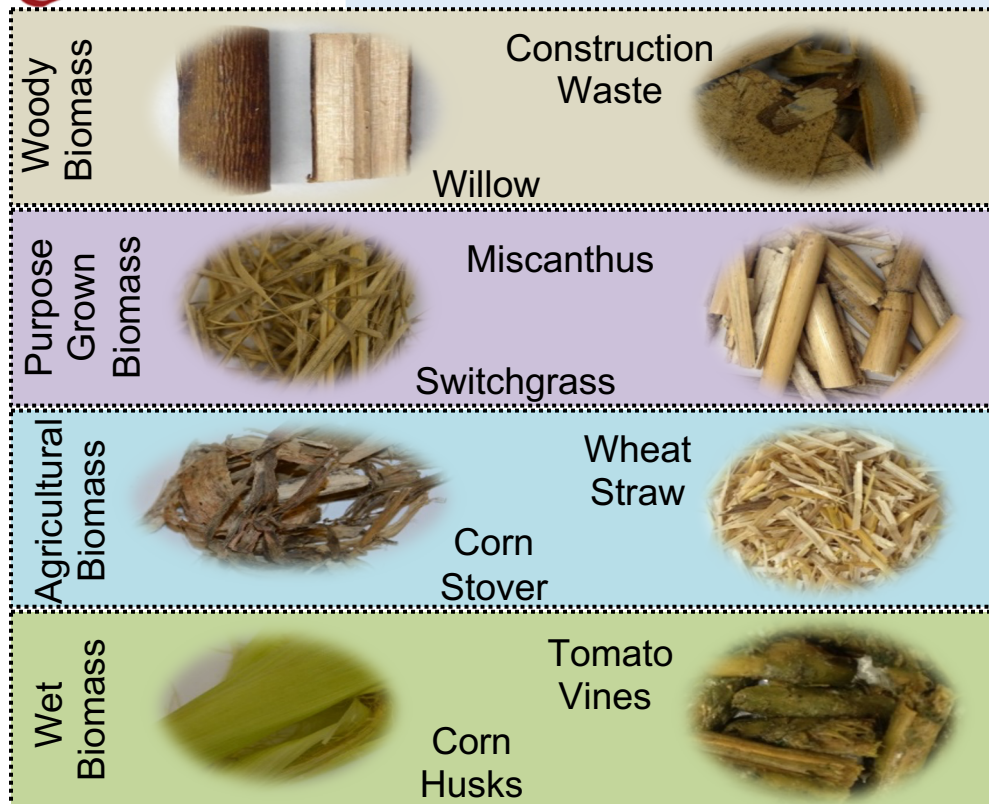 Woody
Biomass
Construction
Waste
Willow
Purpose
Grown
Biomass
Miscanthus
Switchgrass
Agricultural
Biomass
Wheat
Straw
Corn
Stover
Wet
Biomass
Tomato
Vines
Corn
Husks